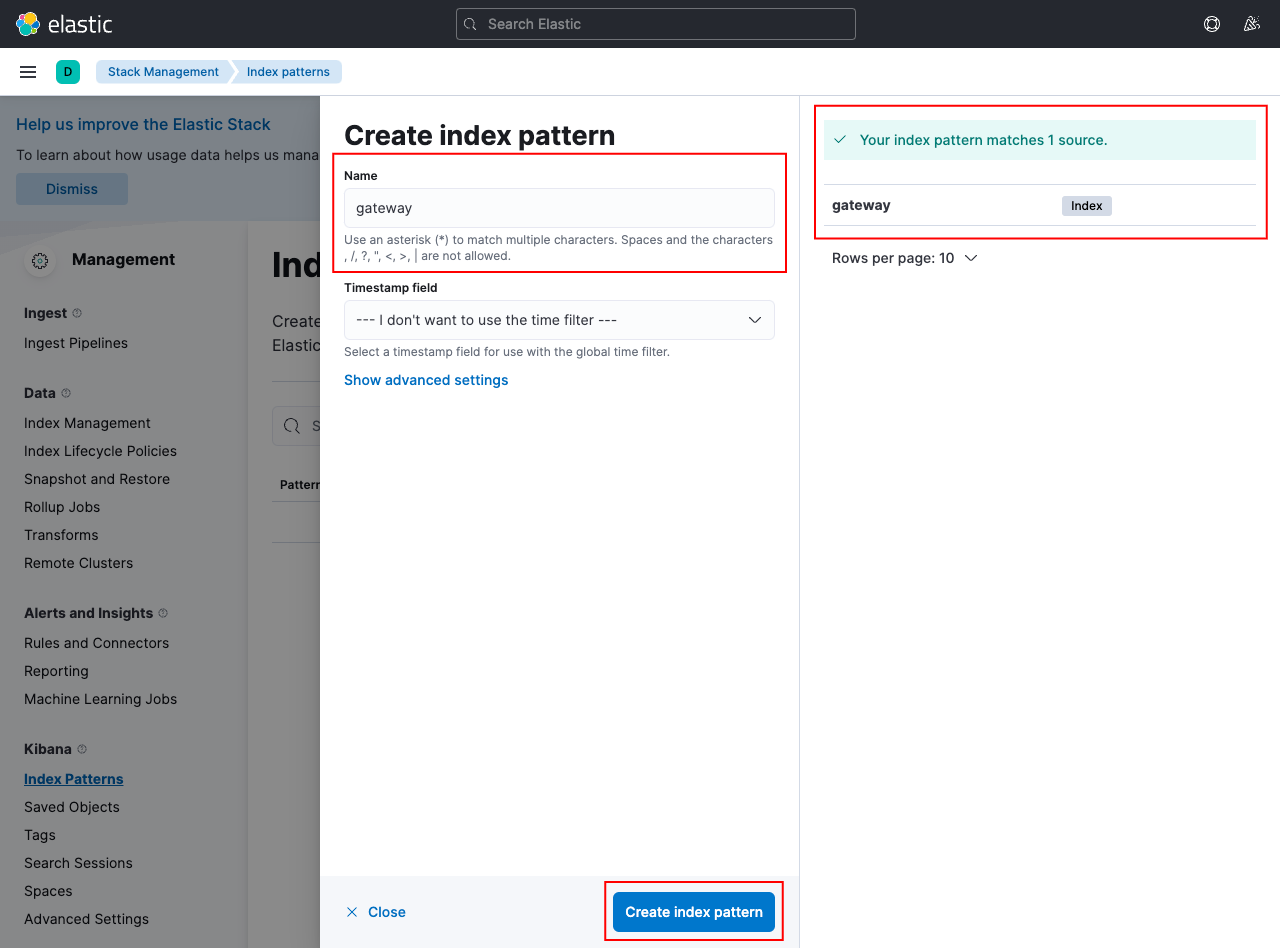 elastic
Search Elastic
D
Stack Management
Index patterns
Help us improve the Elastic Stack
To learn about how usage data helps us mana
Dismiss
Management
Ingest
Ingest Pipelines
Data
Index Management
Index Lifecycle Policies
Snapshot and Restore
Rollup Jobs
Transforms
Remote Clusters
Alerts and Insights
Rules and Connectors
Reporting
Machine Learning Jobs
Kibana
Index Patterns
Saved Objects
Tags
Search Sessions
Spaces
Advanced Settings
Ind
Create
Elastic
S
Pattern
Create index pattern
Name
gateway
Use an asterisk (*) to match multiple characters. Spaces and the characters
, /, ?, ", <, >, | are not allowed.
Timestamp field
--- I don't want to use the time filter ---
Select a timestamp field for use with the global time filter.
Show advanced settings
Close
Create index pattern
Your index pattern matches 1 source.
gateway
Index
Rows per page: 10